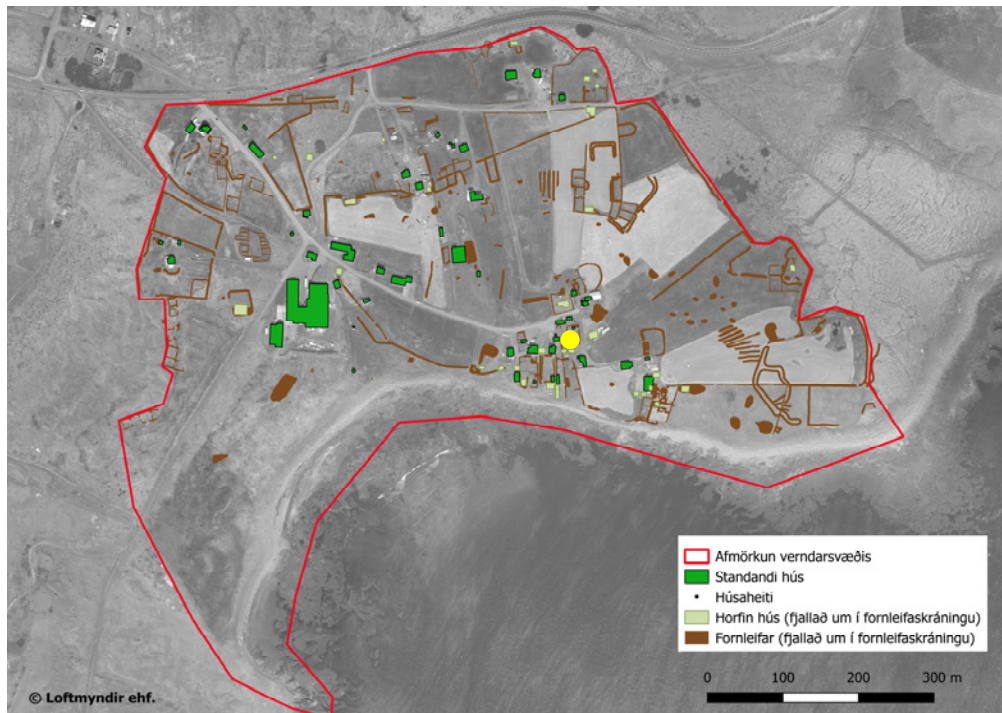 Afmörkun verndarsvæðis
Standandi hús
Húsaheiti
Horfin hús (fjallað um í fornleifaskráningu)
Fornleifar (fjallað um í fornleifaskráningu)
0 100 200 300 m
© Loftmyndir ehf.